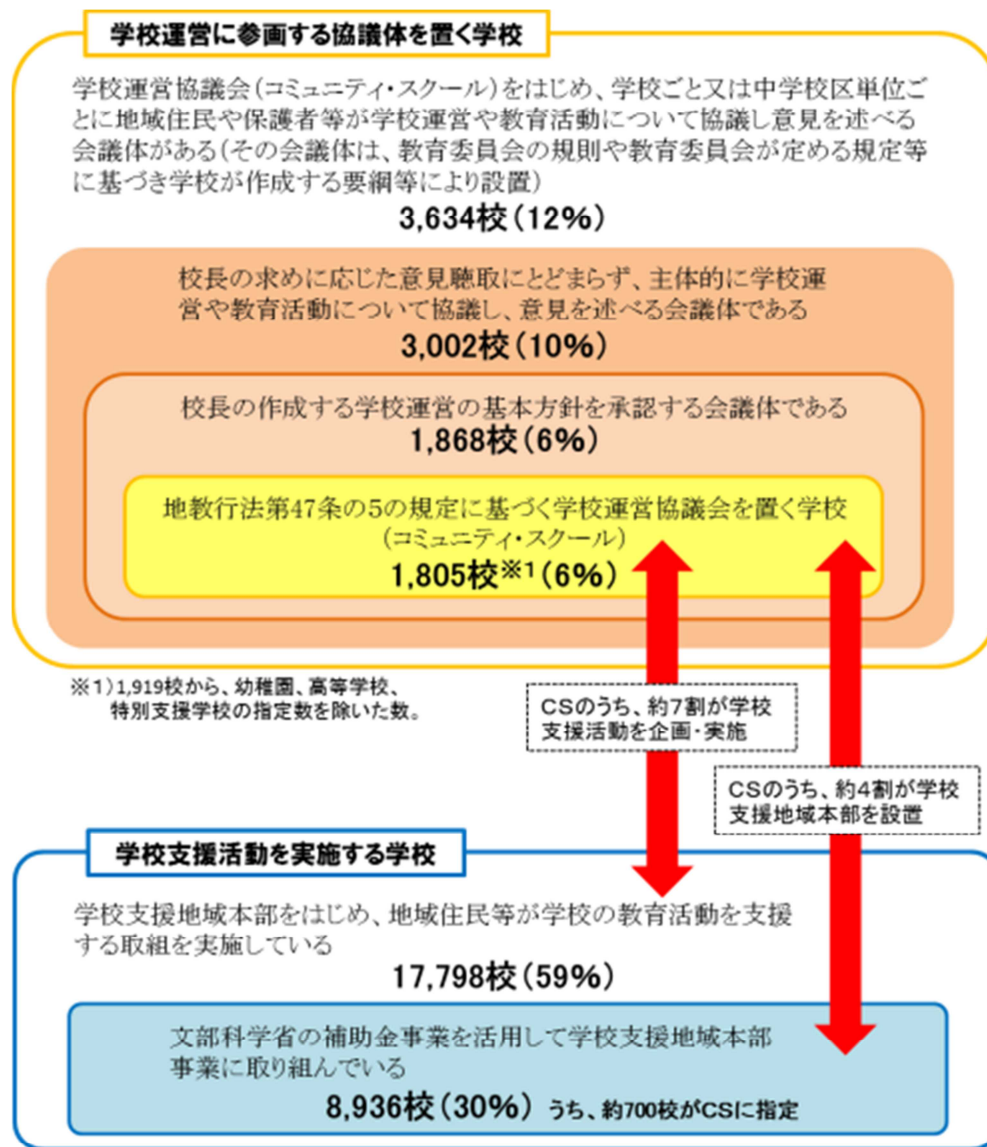 学校運営に参画する協議体を置く学校
学校運営協議会(コミュニティ・スクール)をはじめ、学校ごと又は中学校区単位ご
とに地域住民や保護者等が学校運営や教育活動について協議し意見を述べる
会議体がある(その会議体は、教育委員会の規則や教育委員会が定める規定等
に基づき学校が作成する要綱等により設置)
3,634校(12%)
校長の求めに応じた意見聴取にとどまらず、主体的に学校運
営や教育活動について協議し、意見を述べる会議体である
3,002校(10%)
校長の作成する学校運営の基本方針を承認する会議体である
1,868校(6%)
地教行法第47条の5の規定に基づく学校運営協議会を置く学校
(コミュニティ・スクール)
1,805校※1(6%)
※1)1,919校から、幼稚園、高等学校、
特別支援学校の指定数を除いた数。
CSのうち、約7割が学校
支援活動を企画・実施
CSのうち、約4割が学校
支援地域本部を設置
学校支援活動を実施する学校
学校支援地域本部をはじめ、地域住民等が学校の教育活動を支援
する取組を実施している
17,798校(59%)
文部科学省の補助金事業を活用して学校支援地域本部
事業に取り組んでいる
8,936校(30%) うち、約700校がCSに指定